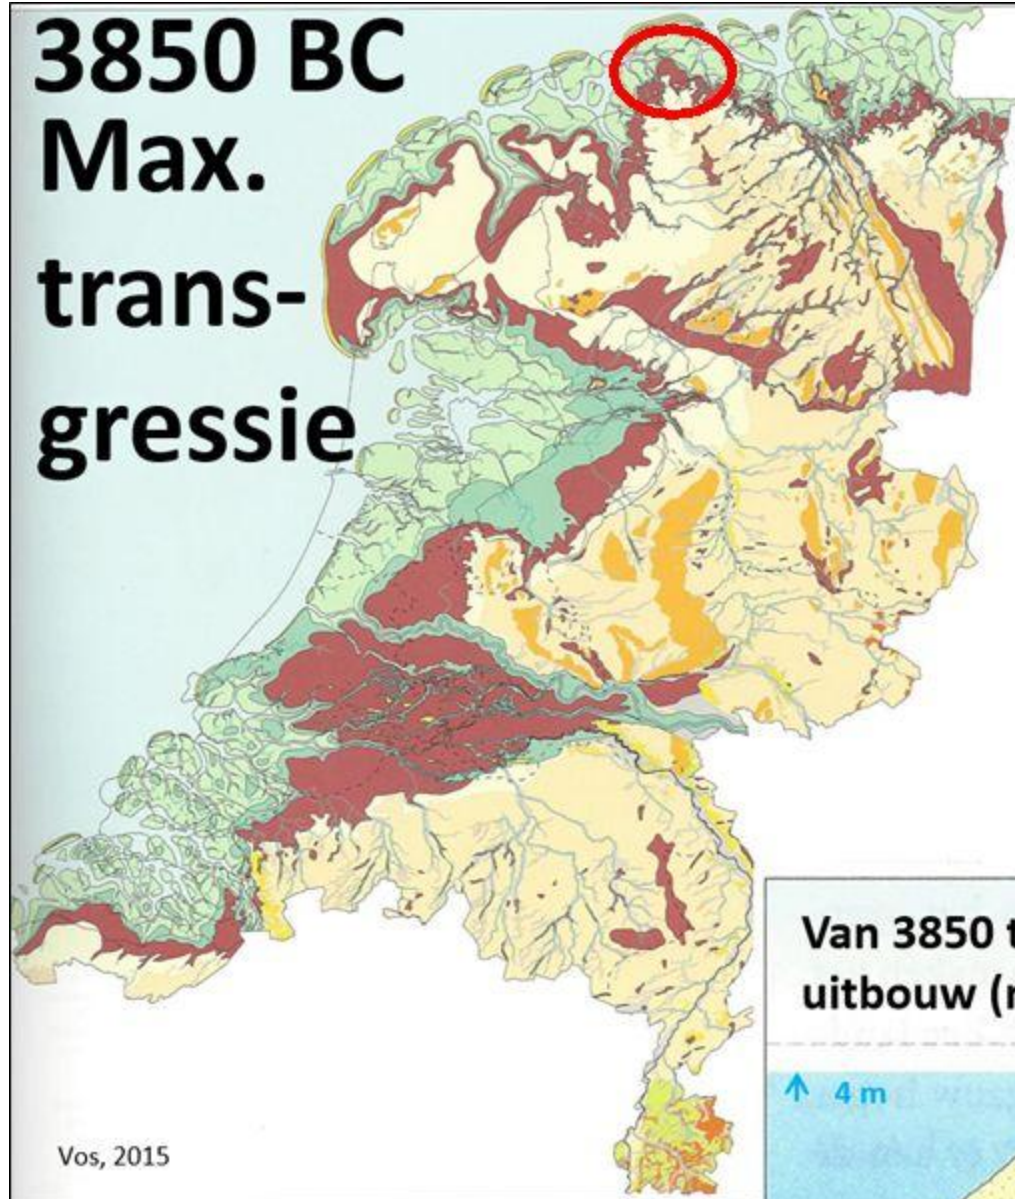 3850 BC
Max.
trans-
gressie
Van 3850 t
uitbouw (r
4 m
Vos, 2015